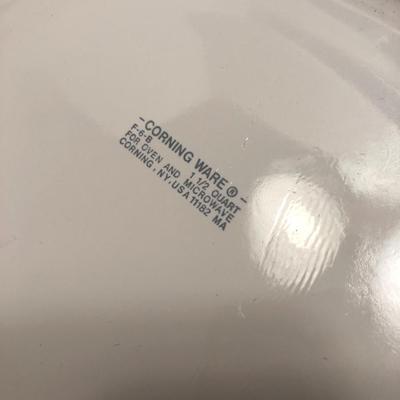 -CORNING WARE®-
F-6-B 1 1/2 QUART
FOR OVEN AND MICROWAVE
CORNING, NY. USA 11182 MA